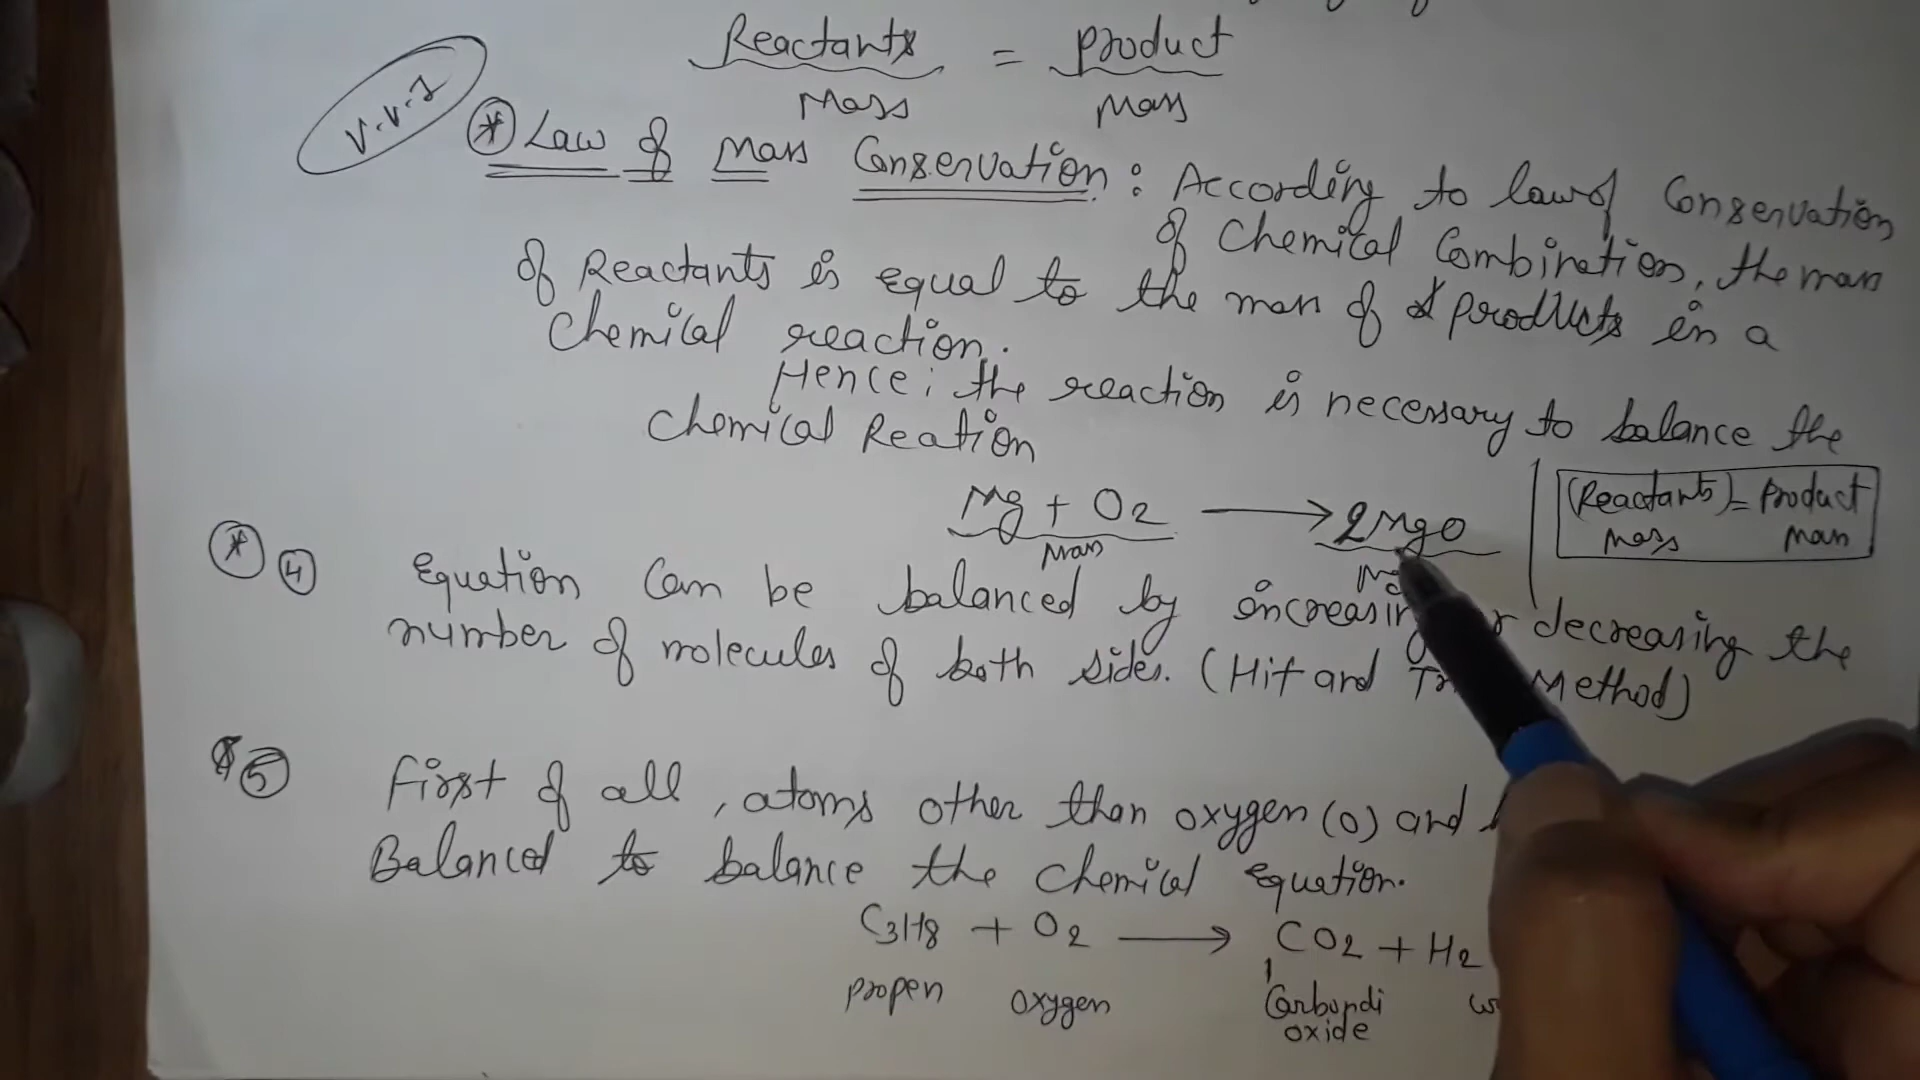 Reactants = product
Mass Mass
V.V.I
* Law of Mass Conservation : According to law of Conservation
of Chemical Combination, the mass
of Reactants is equal to the mass of products in a
Chemical reaction.
Hence; the reaction is necessary to balance the
Chemical Reation
Mg + O2 → 2MgO
Mass
(Reactants) = Product
Mass Mass
* 4 Equation Can be balanced by increasing decreasing the
number of molecules of both sides. (Hit and Method)
5 First of all, atoms other than oxygen (O) and
Balanced to balance the Chemical equation.
C3H8 + O2 → CO2 + H2
propen oxygen Carbondi
oxide